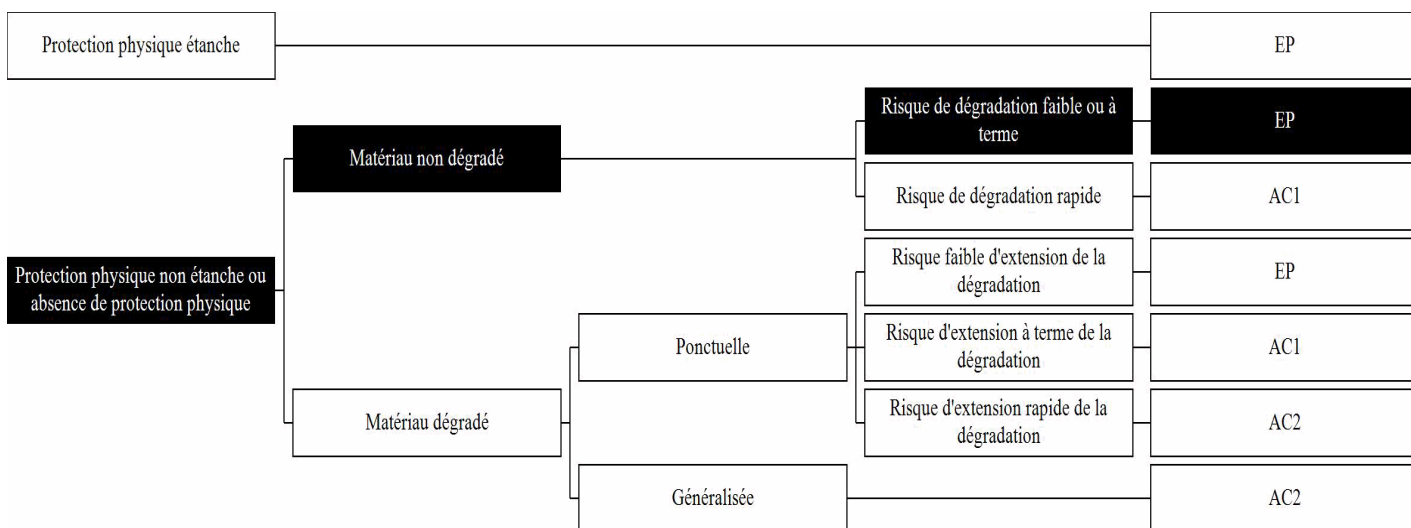 Protection physique étanche
EP
Risque de dégradation faible ou à
terme
EP
Matériau non dégradé
Risque de dégradation rapide
AC1
Protection physique non étanche ou
absence de protection physique
Risque faible d'extension de la
dégradation
EP
Ponctuelle
Risque d'extension à terme de la
dégradation
AC1
Matériau dégradé
Risque d'extension rapide de la
dégradation
AC2
Généralisée
AC2